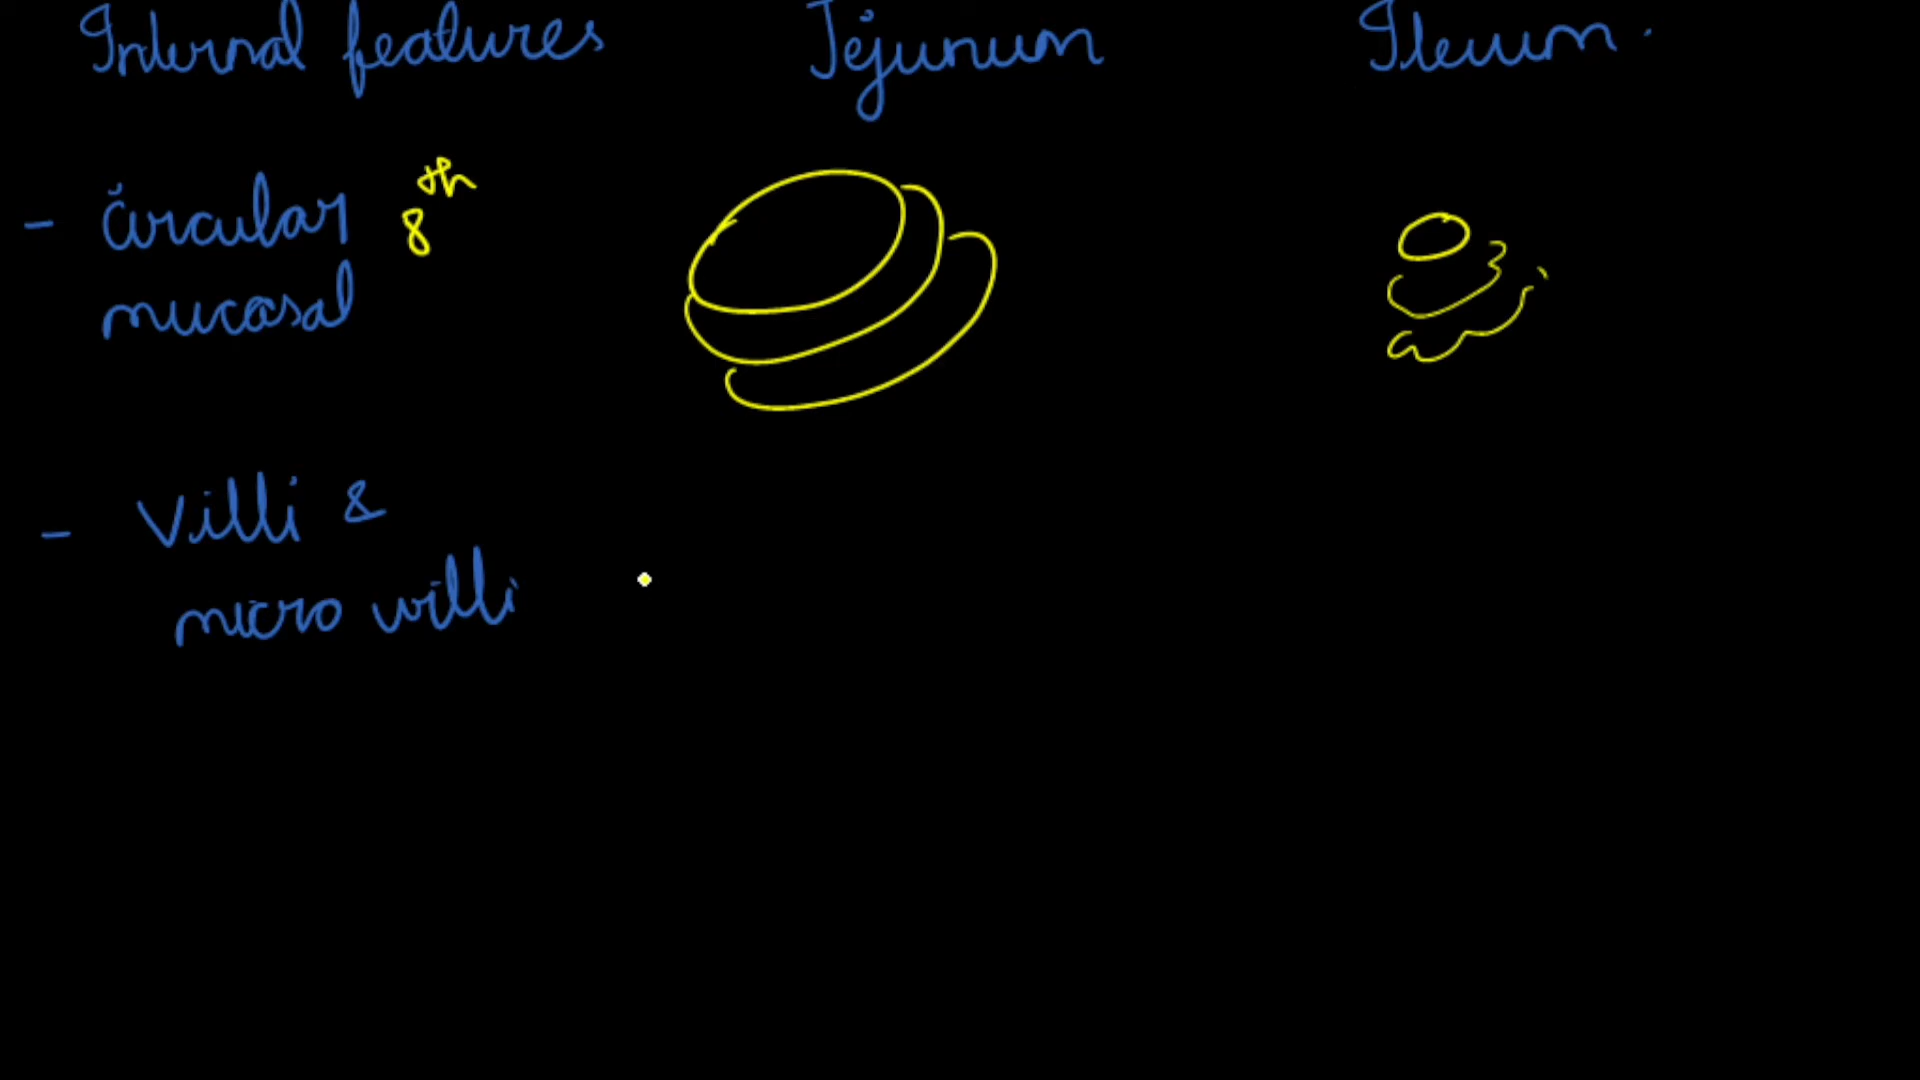 Internal features Jejunum Ileum.
- Circular 8th
mucosal
- Villi &
micro villi